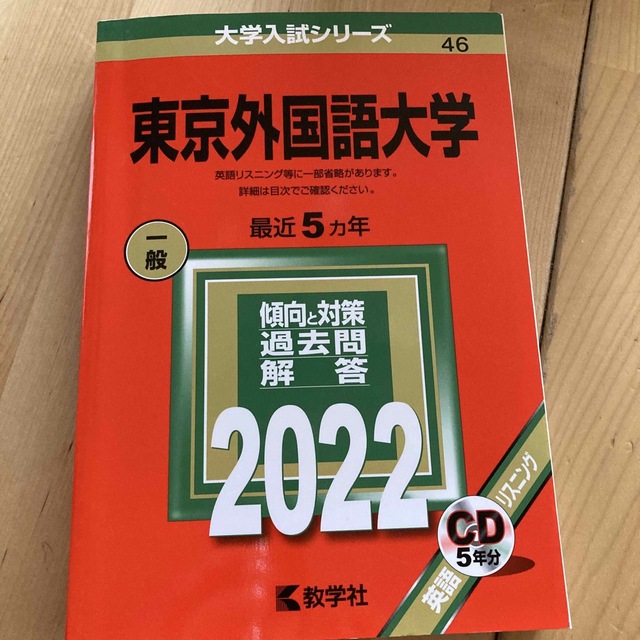 大学入試シリーズ
46
東京外国語大学
英語リスニング等に一部省略があります。
詳細は目次でご確認ください。
最近5カ年
一般
傾向と対策
過去問
解答
2022
英語リスニング
CD
5年分
教学社